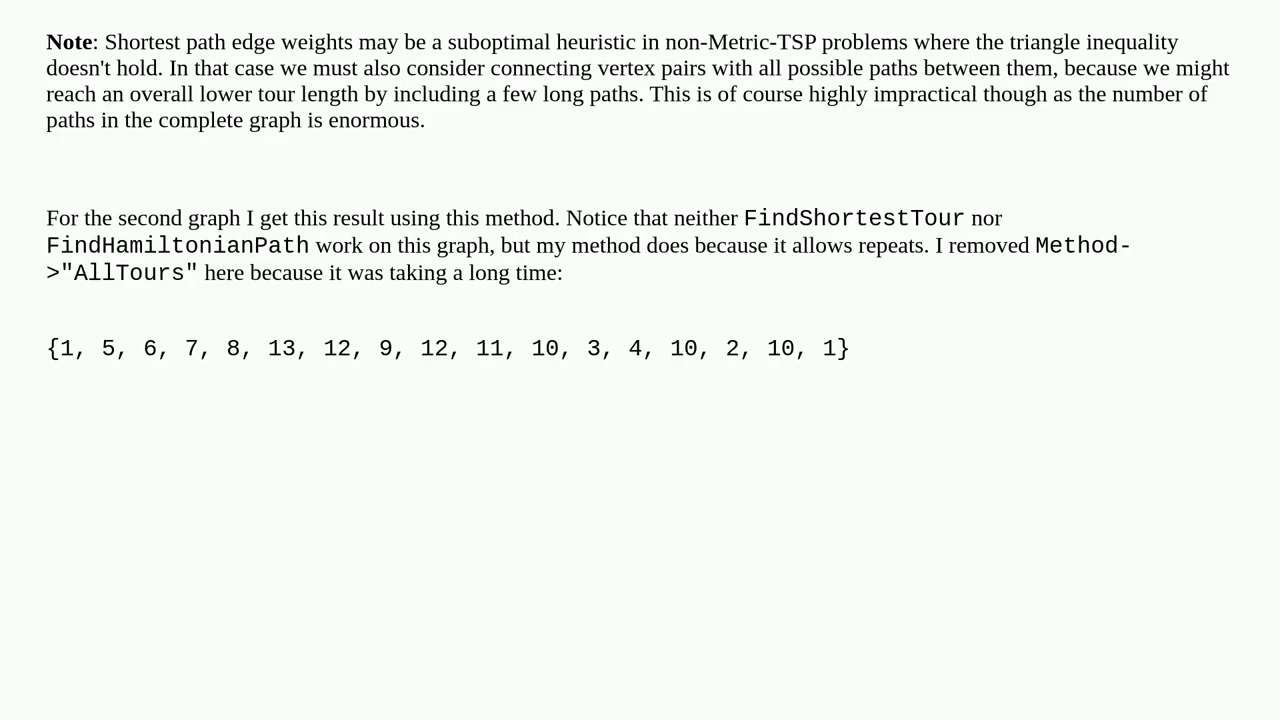 Note: Shortest path edge weights may be a suboptimal heuristic in non-Metric-TSP problems where the triangle inequality
doesn't hold. In that case we must also consider connecting vertex pairs with all possible paths between them, because we might
reach an overall lower tour length by including a few long paths. This is of course highly impractical though as the number of
paths in the complete graph is enormous.
For the second graph I get this result using this method. Notice that neither FindShortestTour nor
FindHamiltonianPath work on this graph, but my method does because it allows repeats. I removed Method-
>"AllTours" here because it was taking a long time:
{1, 5, 6, 7, 8, 13, 12, 9, 12, 11, 10, 3, 4, 10, 2, 10, 1}